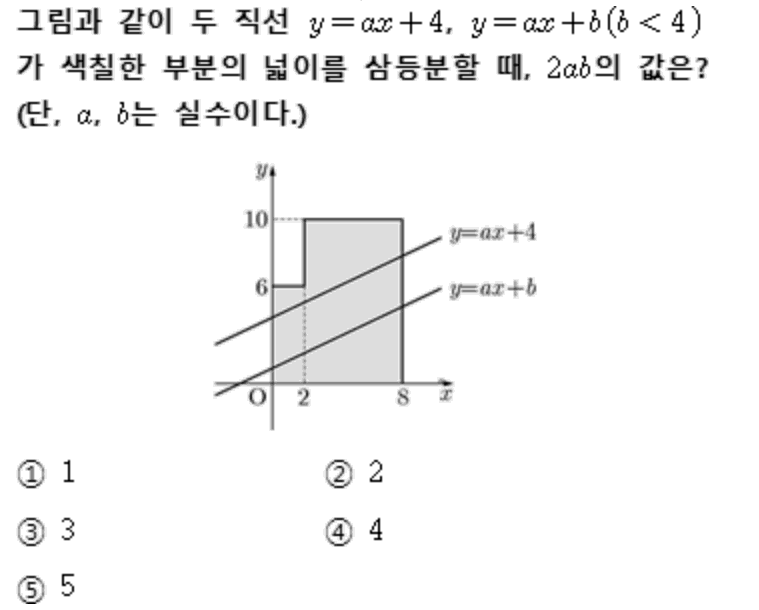 그림과 같이 두 직선 y=ax+4, y=ax+b(b<4)
가 색칠한 부분의 넓이를 삼등분할 때, 2ab의 값은?
(단, a, b는 실수이다.)
y
10
y=ax+4
6
y=ax+b
O 2 8 x
① 1 ② 2
③ 3 ④ 4
⑤ 5